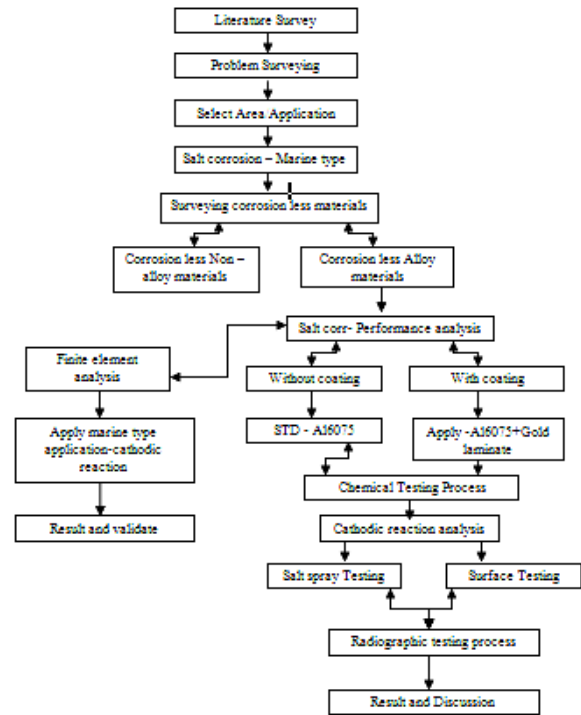 Literature Survey
Problem Surveying
Select Area Application
Salt corrosion – Marine type
Surveying corrosion less materials
Corrosion less Non –
alloy materials
Corrosion less Alloy
materials
Salt corr- Performance analysis
Finite element
analysis
Without coating
With coating
Apply marine type
application-cathodic
reaction
STD - Al6075
Apply -Al6075+Gold
laminate
Chemical Testing Process
Result and validate
Cathodic reaction analysis
Salt spray Testing
Surface Testing
Radiographic testing process
Result and Discussion